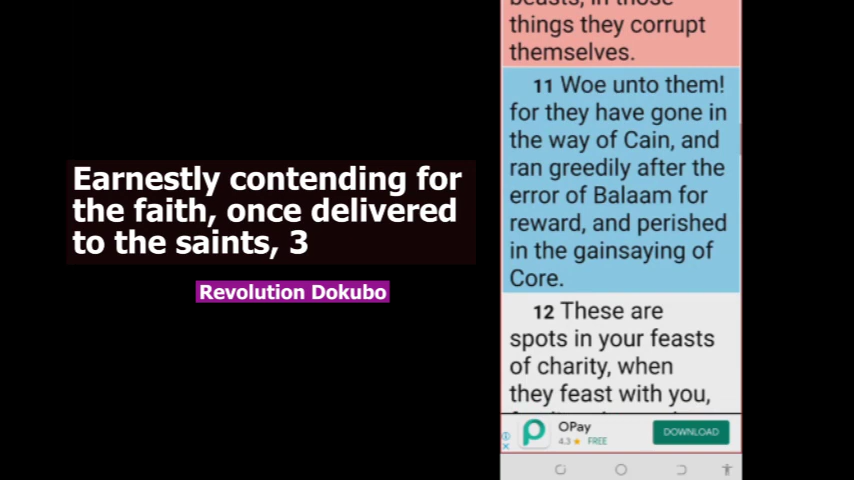 Earnestly contending for
the faith, once delivered
to the saints, 3
Revolution Dokubo
things they corrupt
themselves.
11 Woe unto them!
for they have gone in
the way of Cain, and
ran greedily after the
error of Balaam for
reward, and perished
in the gainsaying of
Core.
12 These are
spots in your feasts
of charity, when
they feast with you,
OPay
4.3 ★ FREE
DOWNLOAD